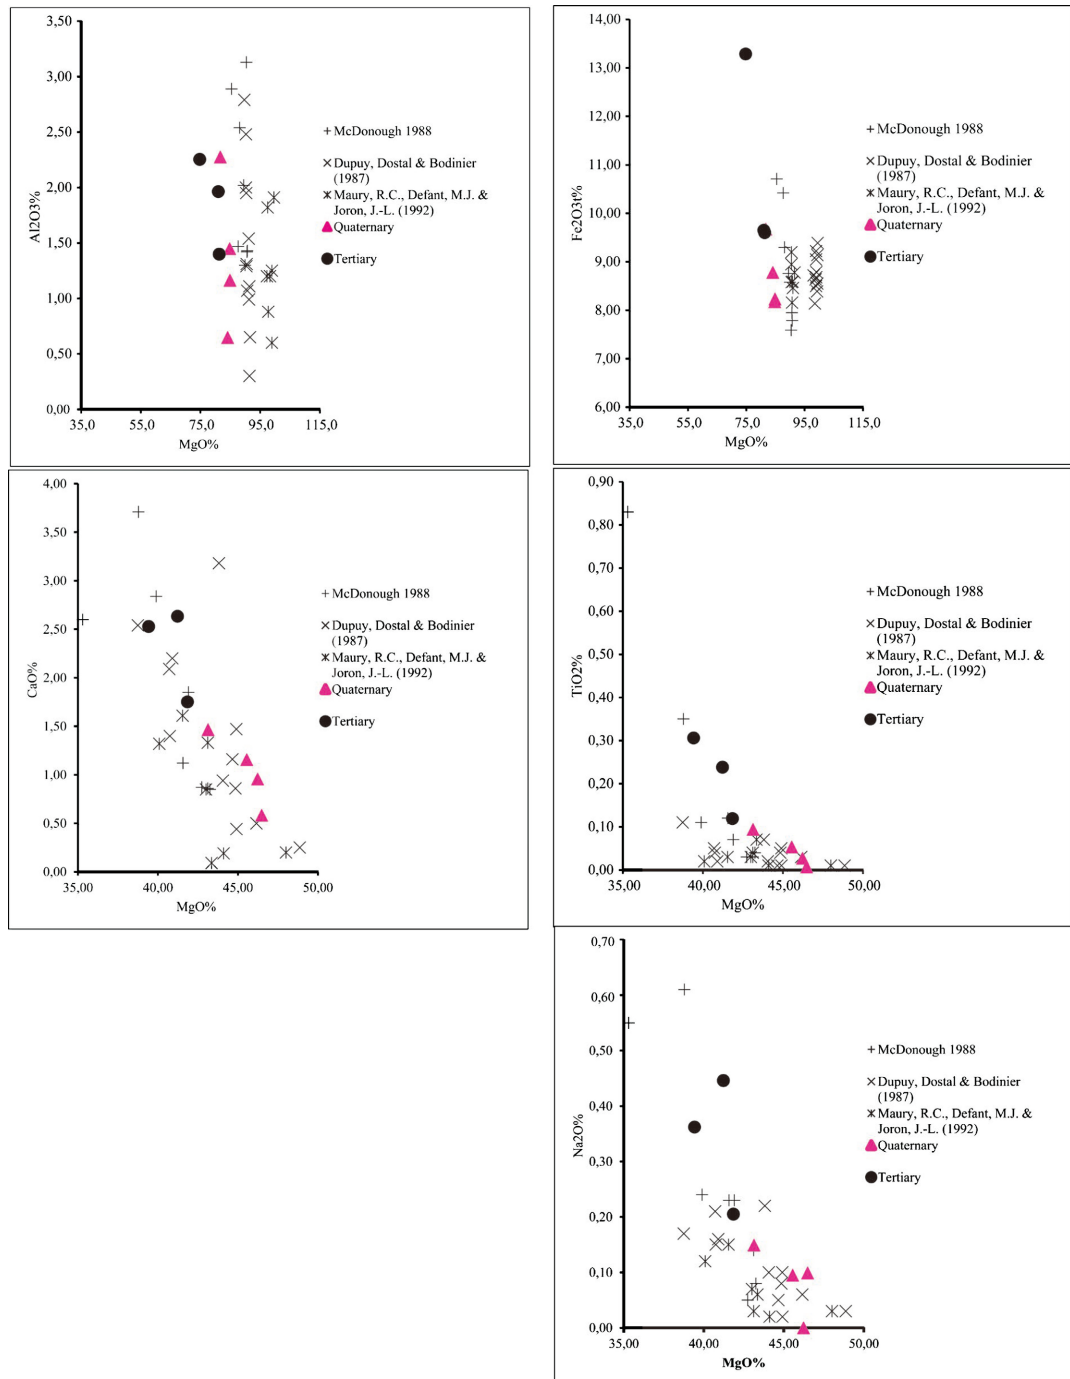 3,50
3,00
2,50
2,00
1,50
1,00
0,50
0,00
Al2O3%
35,0 55,0 75,0 95,0 115,0
MgO%
McDonough 1988
Dupuy, Dostal & Bodinier
(1987)
Maury, R.C., Defant, M.J. &
Joron, J.-L. (1992)
Quaternary
Tertiary
14,00
13,00
12,00
11,00
10,00
9,00
8,00
7,00
6,00
Fe2O3t%
35,0 55,0 75,0 95,0 115,0
MgO%
McDonough 1988
Dupuy, Dostal & Bodinier
(1987)
Maury, R.C., Defant, M.J. &
Joron, J.-L. (1992)
Quaternary
Tertiary
4,00
3,50
3,00
2,50
2,00
1,50
1,00
0,50
0,00
CaO%
35,00 40,00 45,00 50,00
MgO%
McDonough 1988
Dupuy, Dostal & Bodinier
(1987)
Maury, R.C., Defant, M.J. &
Joron, J.-L. (1992)
Quaternary
Tertiary
0,90
0,80
0,70
0,60
0,50
0,40
0,30
0,20
0,10
0,00
TiO2%
35,00 40,00 45,00 50,00
MgO%
McDonough 1988
Dupuy, Dostal & Bodinier
(1987)
Maury, R.C., Defant, M.J. &
Joron, J.-L. (1992)
Quaternary
Tertiary
0,70
0,60
0,50
0,40
0,30
0,20
0,10
0,00
Na2O%
35,00 40,00 45,00 50,00
MgO%
McDonough 1988
Dupuy, Dostal & Bodinier
(1987)
Maury, R.C., Defant, M.J. &
Joron, J.-L. (1992)
Quaternary
Tertiary